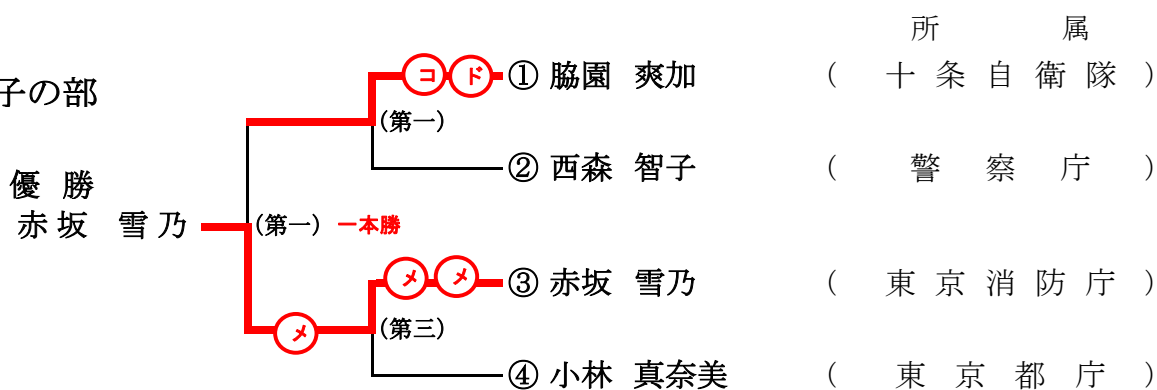 所 属
コ ド ① 脇園 爽加 ( 十条自衛隊 )
子の部
(第一)
② 西森 智子 ( 警察庁 )
優勝
赤坂 雪乃 (第一) 一本勝
メ メ ③ 赤坂 雪乃 ( 東京消防庁 )
メ (第三)
④ 小林 真奈美 ( 東京都庁 )